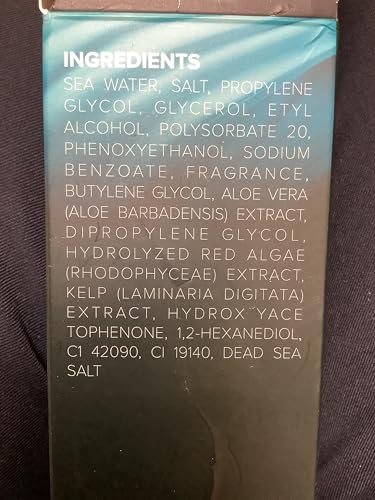 INGREDIENTS
SEA WATER, SALT, PROPYLENE
GLYCOL, GLYCEROL, ETYL
ALCOHOL, POLYSORBATE 20,
PHENOXYETHANOL, SODIUM
BENZOATE, FRAGRANCE,
BUTYLENE GLYCOL, ALOE VERA
(ALOE BARBADENSIS) EXTRACT,
DIPROPYLENE GLYCOL,
HYDROLYZED RED ALGAE
(RHODOPHYCEAE) EXTRACT,
KELP (LAMINARIA DIGITATA)
EXTRACT, HYDROX YACE
TOPHENONE, 1,2-HEXANEDIOL,
C1 42090, CI 19140, DEAD SEA
SALT